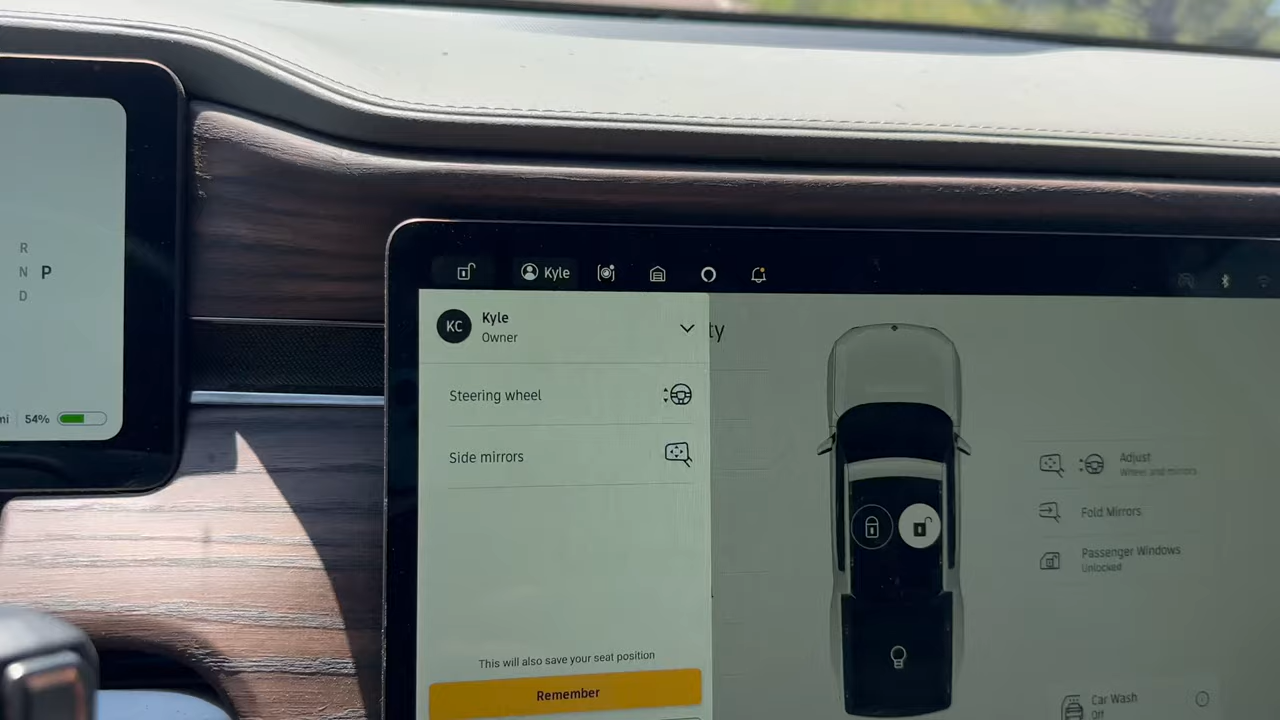 R
N P
D
mi 54%
Kyle
KC
Kyle
Owner
Steering wheel
Side mirrors
This will also save your seat position
Remember
ty
Adjust
Wheel and mirrors
Fold Mirrors
Passenger Windows
Unlocked
Car Wash
Off